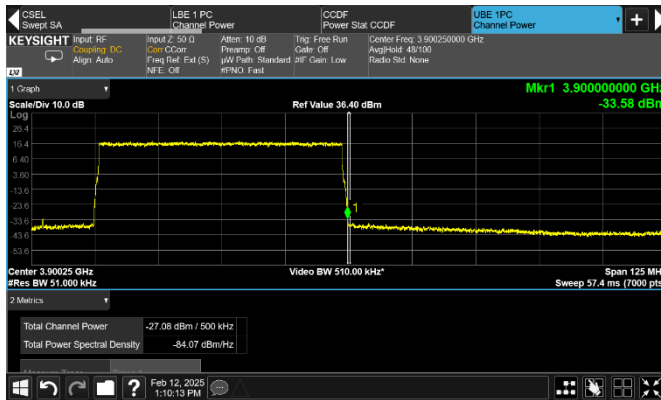 CSEL
Swept SA
LBE 1 PC
Channel Power
CCDF
Power Stat CCDF
UBE 1PC
Channel Power
KEYSIGHT
Input: RF
Coupling: DC
Align: Auto
Input Z: 50 Ω
Corr CCorr
Freq Ref: Ext (S)
NFE: Off
Atten: 10 dB
Preamp: Off
µW Path: Standard
#PNO: Fast
Trig: Free Run
Gate: Off
#IF Gain: Low
Center Freq: 3.900250000 GHz
Avg|Hold: 48/100
Radio Std: None
LXI
1 Graph
Mkr1 3.900000000 GHz
Scale/Div 10.0 dB
Ref Value 36.40 dBm
-33.58 dBm
Log
26.4
16.4
6.40
-3.60
-13.6
-23.6
-33.6
-43.6
-53.6
1
Center 3.90025 GHz
Video BW 510.00 kHz*
Span 125 MH
#Res BW 51.000 kHz
Sweep 57.4 ms (7000 pts
2 Metrics
Total Channel Power
-27.08 dBm / 500 kHz
Total Power Spectral Density
-84.07 dBm/Hz
?
Feb 12, 2025
1:10:13 PM